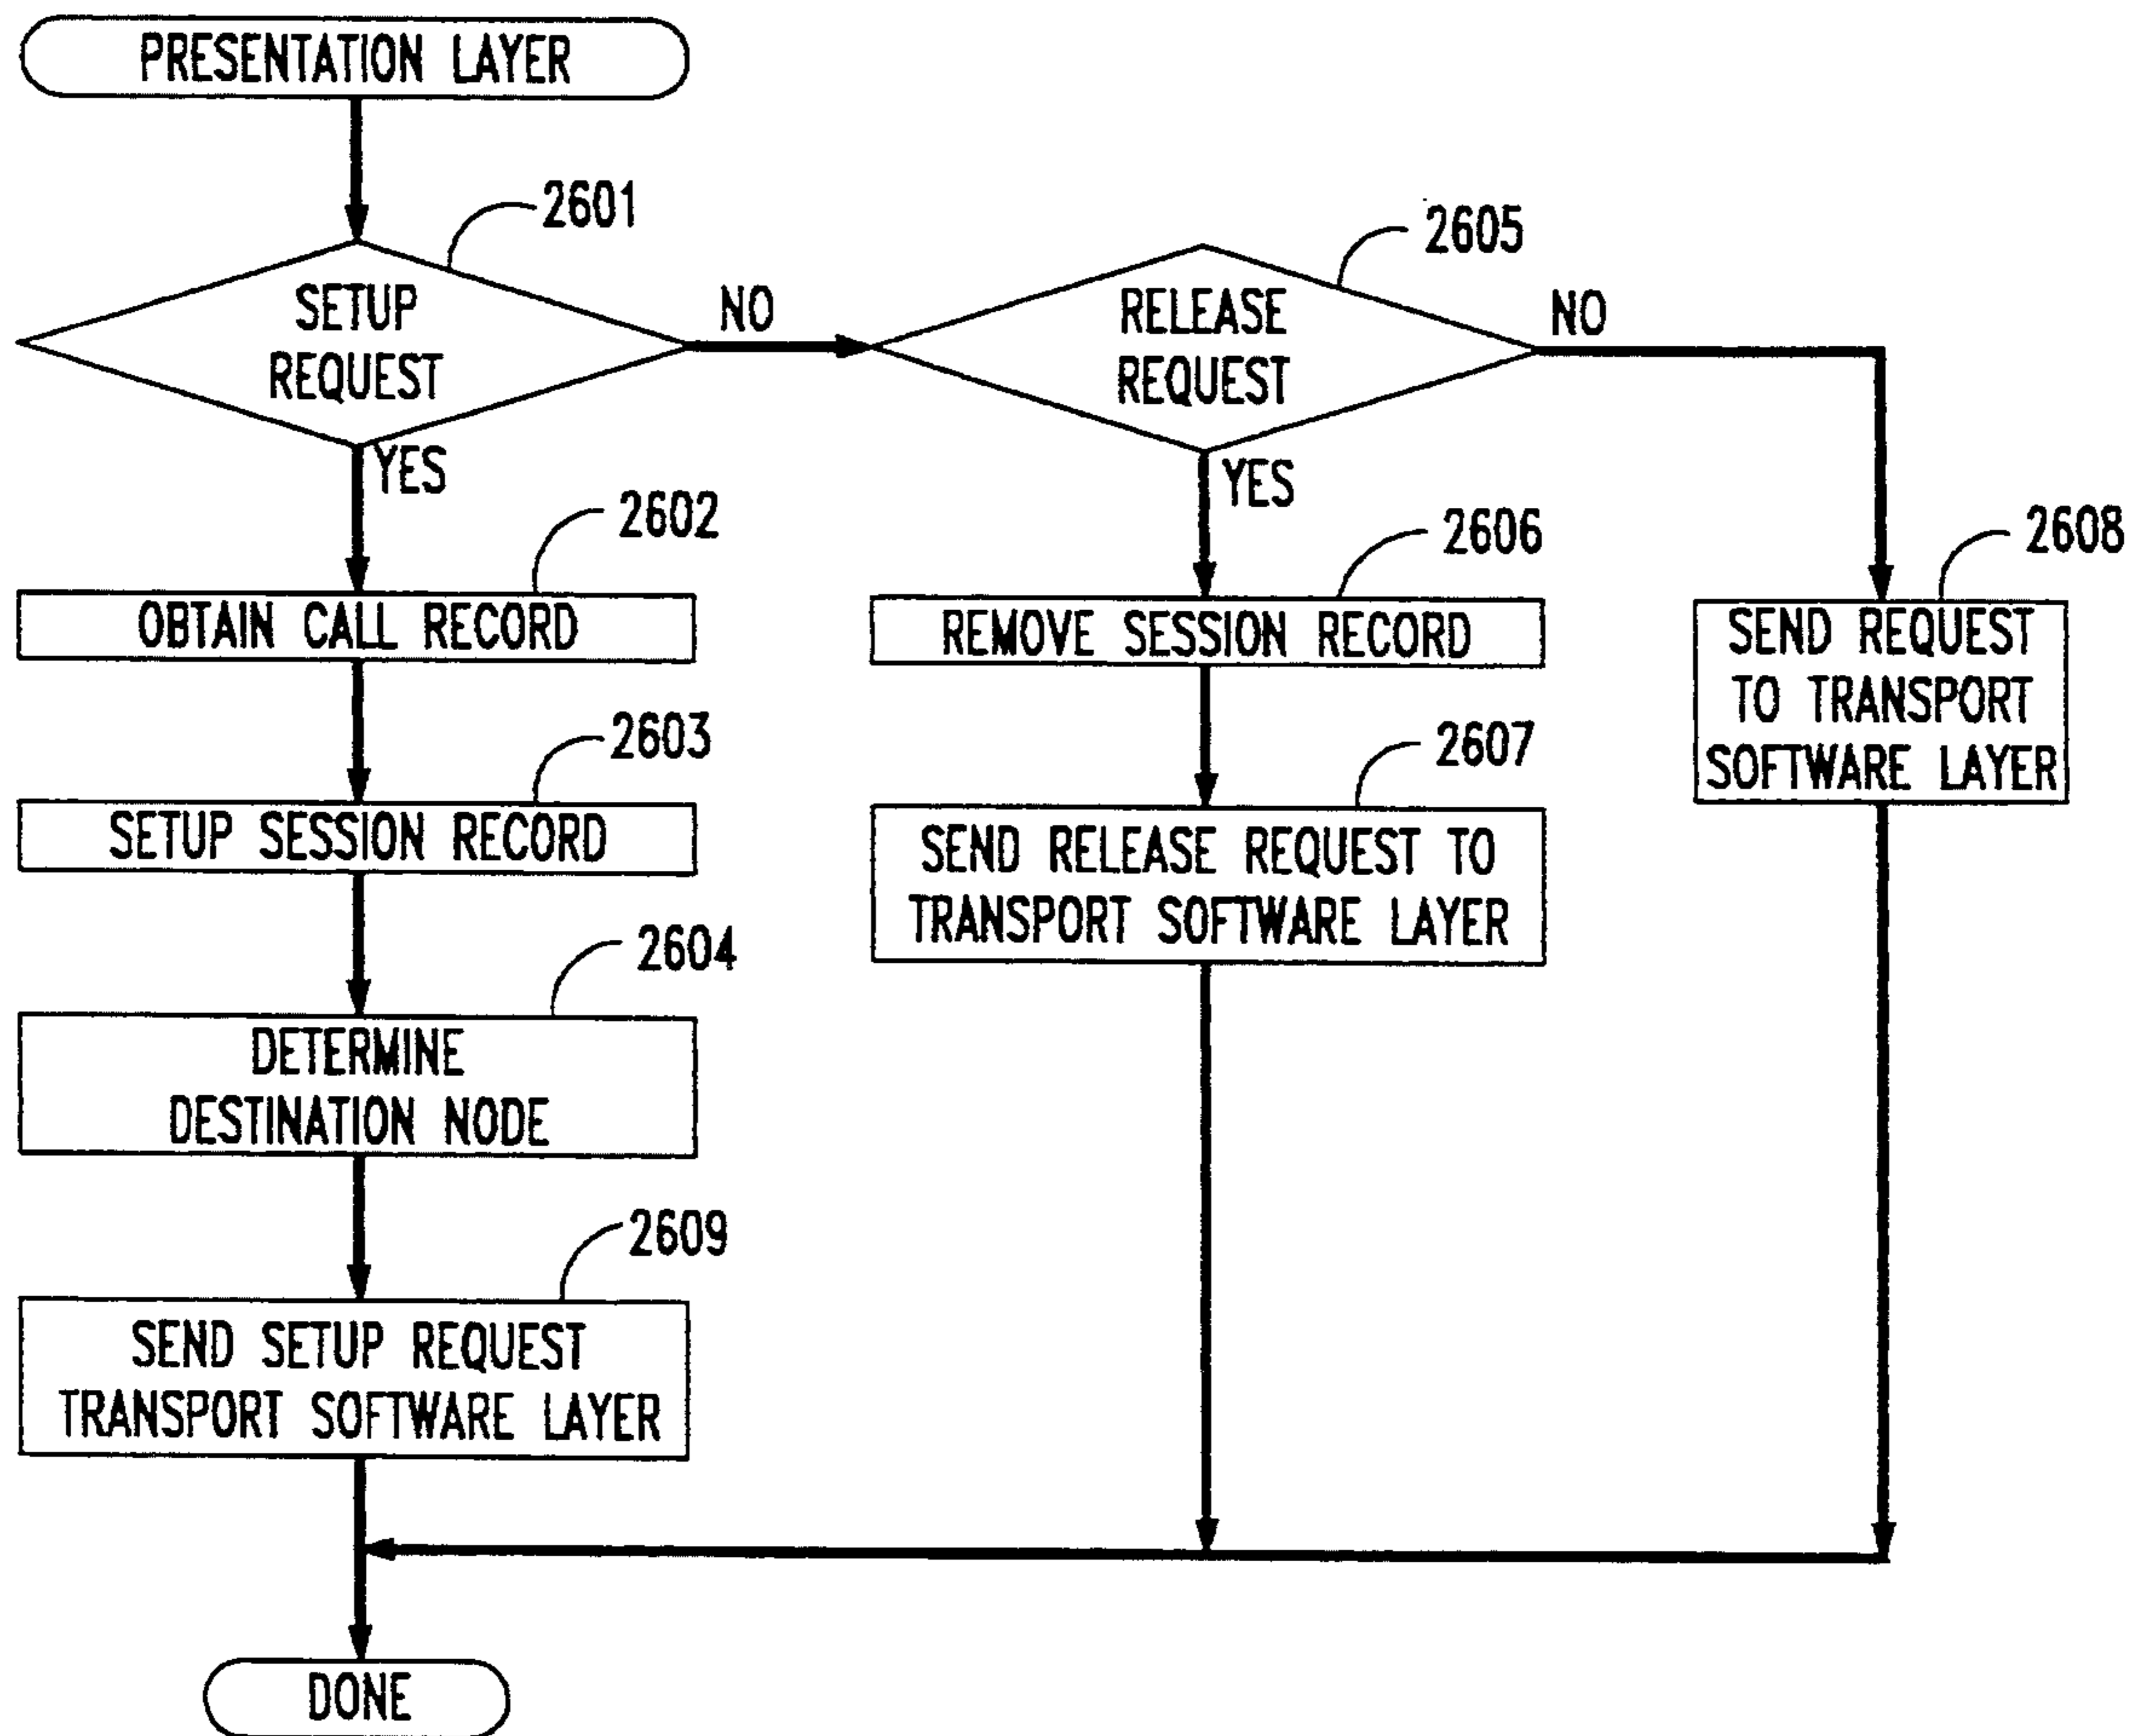 PRESENTATION LAYER
2601
SETUP
REQUEST
NO
YES
2605
RELEASE
REQUEST
NO
YES
2602
OBTAIN CALL RECORD
2603
SETUP SESSION RECORD
2604
DETERMINE
DESTINATION NODE
2609
SEND SETUP REQUEST
TRANSPORT SOFTWARE LAYER
2606
REMOVE SESSION RECORD
2607
SEND RELEASE REQUEST TO
TRANSPORT SOFTWARE LAYER
2608
SEND REQUEST
TO TRANSPORT
SOFTWARE LAYER
DONE